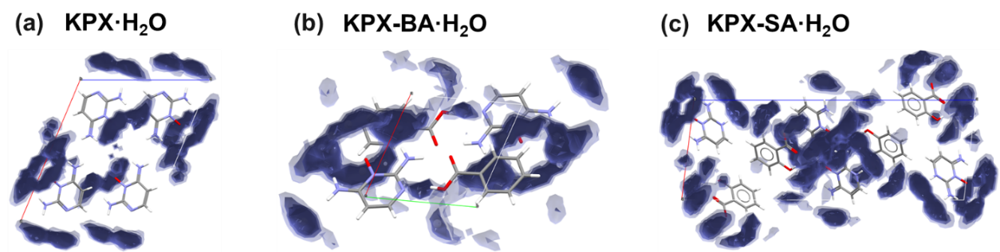 (a) KPX·H₂O
(b) KPX-BA·H₂O
(c) KPX-SA·H₂O